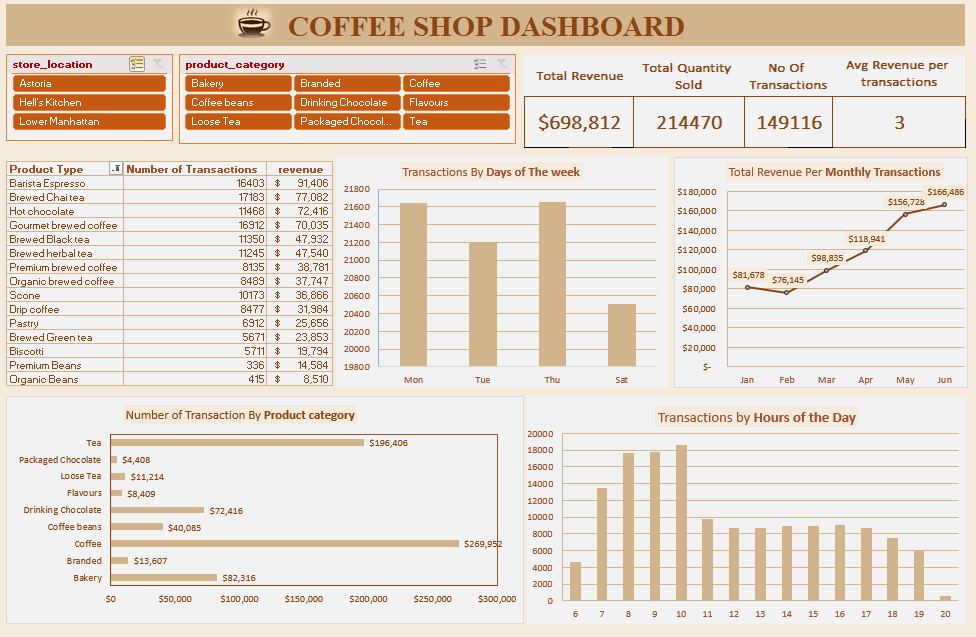 COFFEE SHOP DASHBOARD
store_location
Astoria
Hell's Kitchen
Lower Manhattan
product_category
Bakery Branded Coffee
Coffee beans Drinking Chocolate Flavours
Loose Tea Packaged Chocol... Tea
Total Revenue
Total Quantity
Sold
No Of
Transactions
Avg Revenue per
transactions
$698,812 214470 149116 3
Product Type Number of Transactions revenue
Barista Espresso 16403 $ 91,406
Brewed Chai tea 17183 $ 77,082
Hot chocolate 11468 $ 72,416
Gourmet brewed coffee 16912 $ 70,035
Brewed Black tea 11350 $ 47,932
Brewed herbal tea 11245 $ 47,540
Premium brewed coffee 8135 $ 38,781
Organic brewed coffee 8489 $ 37,747
Scone 10173 $ 36,866
Drip coffee 8477 $ 31,984
Pastry 6912 $ 25,656
Brewed Green tea 5671 $ 23,853
Biscotti 5711 $ 19,794
Premium Beans 336 $ 14,584
Organic Beans 415 $ 8,510
Transactions By Days of The week
21800
21600
21400
21200
21000
20800
20600
20400
20200
20000
19800
Mon Tue Thu Sat
Total Revenue Per Monthly Transactions
$180,000
$160,000
$140,000
$120,000
$100,000
$80,000
$60,000
$40,000
$20,000
$-
$81,678
$76,145
$98,835
$118,941
$156,728
$166,486
Jan Feb Mar Apr May Jun
Number of Transaction By Product category
Tea $196,406
Packaged Chocolate $4,408
Loose Tea $11,214
Flavours $8,409
Drinking Chocolate $72,416
Coffee beans $40,085
Coffee $269,952
Branded $13,607
Bakery $82,316
$0 $50,000 $100,000 $150,000 $200,000 $250,000 $300,000
Transactions by Hours of the Day
20000
18000
16000
14000
12000
10000
8000
6000
4000
2000
0
6 7 8 9 10 11 12 13 14 15 16 17 18 19 20